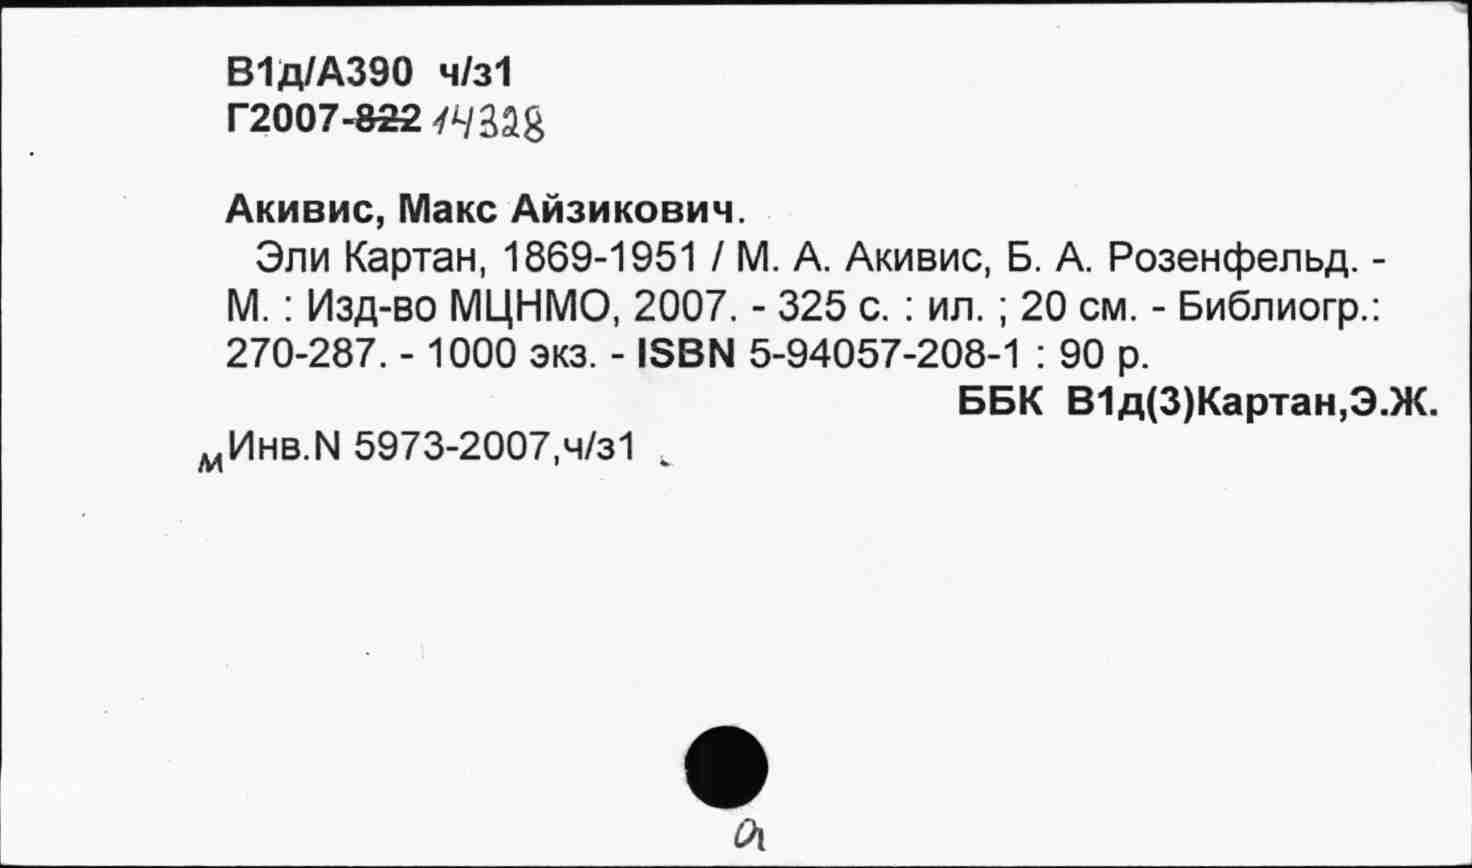 В1д/А390 ч/з1
Г2007-822 14328
Акивис, Макс Айзикович.
Эли Картан, 1869-1951 / М. А. Акивис, Б. А. Розенфельд. -
М. : Изд-во МЦНМО, 2007. - 325 с. : ил. ; 20 см. - Библиогр.:
270-287. - 1000 экз. - ISBN 5-94057-208-1 : 90 р.
ББК В1д(3)Картан,Э.Ж.
м Инв.N 5973-2007,ч/з1
а